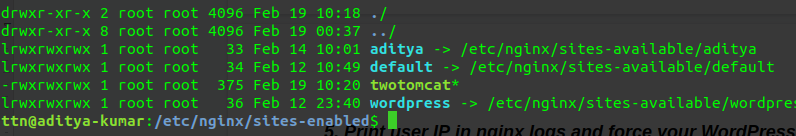 drwxr-xr-x 2 root root 4096 Feb 19 10:18 ./
drwxr-xr-x 8 root root 4096 Feb 19 00:37 ../
lrwxrwxrwx 1 root root   33 Feb 14 10:01 aditya -> /etc/nginx/sites-available/aditya
lrwxrwxrwx 1 root root   34 Feb 12 10:49 default -> /etc/nginx/sites-available/default
-rwxrwxrwx 1 root root  375 Feb 19 10:20 twotomcat*
lrwxrwxrwx 1 root root   36 Feb 12 23:40 wordpress -> /etc/nginx/sites-available/wordpres
ttn@aditya-kumar:/etc/nginx/sites-enabled$
5. Print user IP in nginx logs and force your WordPress